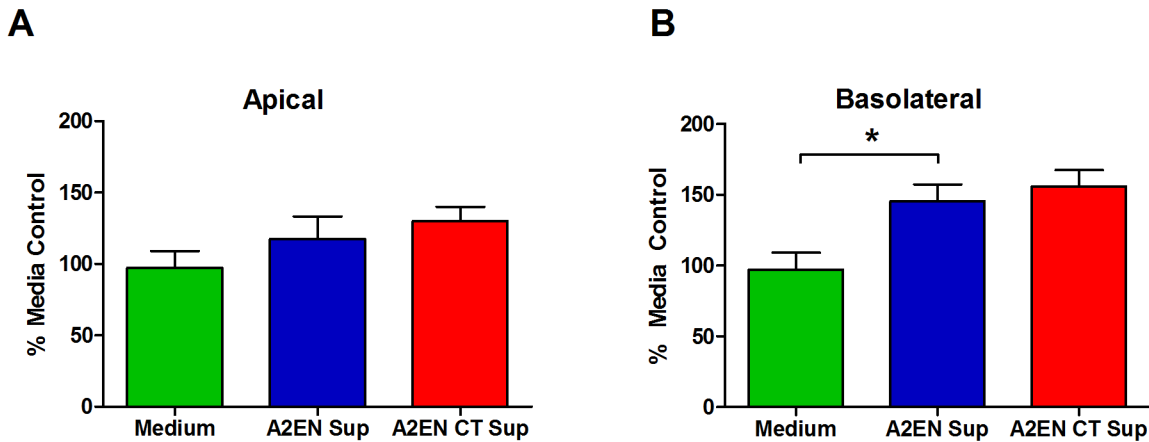 A
Apical
% Media Control
200
150
100
50
0
Medium
A2EN Sup
A2EN CT Sup
B
Basolateral
% Media Control
200
150
100
50
0
*
Medium
A2EN Sup
A2EN CT Sup